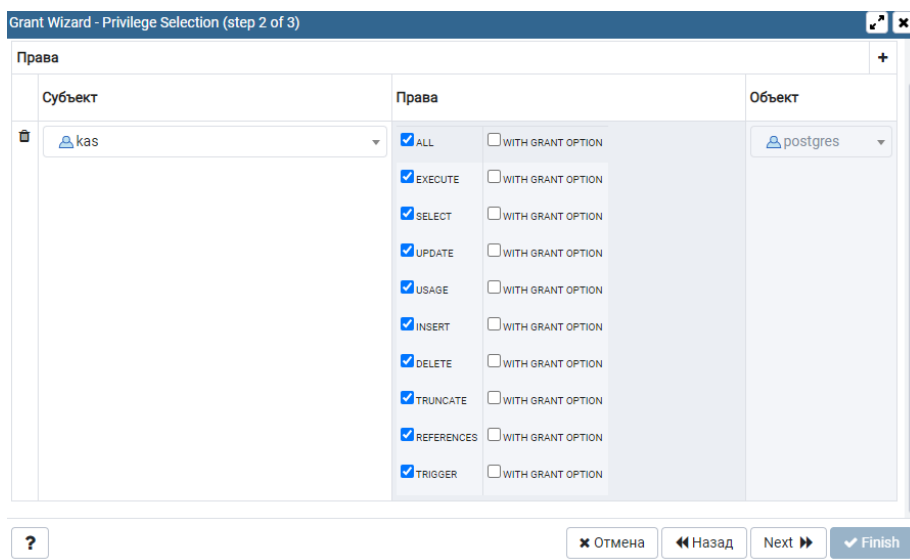 Grant Wizard - Privilege Selection (step 2 of 3)
Права
Субъект Права Объект
kas ALL WITH GRANT OPTION postgres
EXECUTE WITH GRANT OPTION
SELECT WITH GRANT OPTION
UPDATE WITH GRANT OPTION
USAGE WITH GRANT OPTION
INSERT WITH GRANT OPTION
DELETE WITH GRANT OPTION
TRUNCATE WITH GRANT OPTION
REFERENCES WITH GRANT OPTION
TRIGGER WITH GRANT OPTION
? Отмена Назад Next Finish